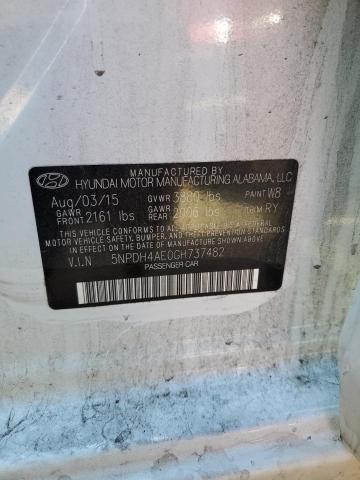 MANUFACTURED BY
HYUNDAI MOTOR MANUFACTURING ALABAMA, LLC
Aug/03/15 GVWR 3880 lbs PAINT W8
GAWR FRONT 2161 lbs GAWR REAR 2006 lbs TRIM RY
THIS VEHICLE CONFORMS TO ALL APPLICABLE U.S. FEDERAL
MOTOR VEHICLE SAFETY, BUMPER, AND THEFT PREVENTION
STANDARDS IN EFFECT ON THE DATE OF MANUFACTURE SHOWN ABOVE.
V.I.N 5NPDH4AE0GH737482
PASSENGER CAR